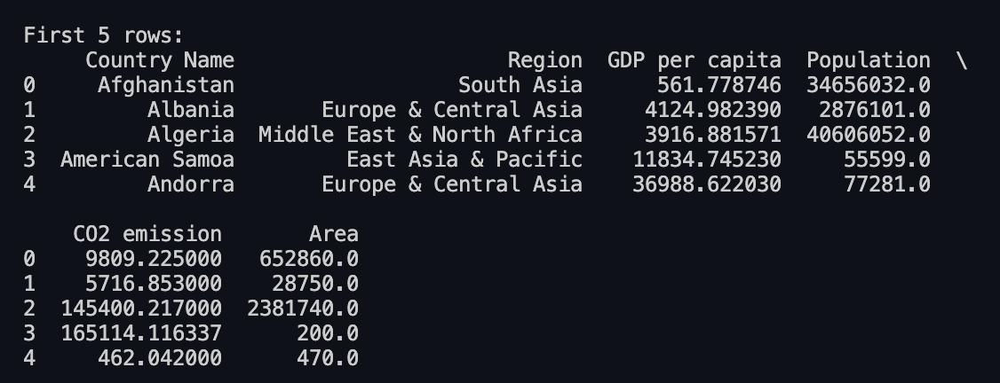 First 5 rows:
     Country Name                      Region  GDP per capita  Population  \
0     Afghanistan                  South Asia      561.778746  34656032.0
1         Albania       Europe & Central Asia     4124.982390   2876101.0
2         Algeria  Middle East & North Africa     3916.881571  40606052.0
3  American Samoa         East Asia & Pacific    11834.745230     55599.0
4         Andorra       Europe & Central Asia    36988.622030     77281.0

    CO2 emission       Area
0    9809.225000   652860.0
1    5716.853000    28750.0
2  145400.217000  2381740.0
3  165114.116337      200.0
4     462.042000      470.0